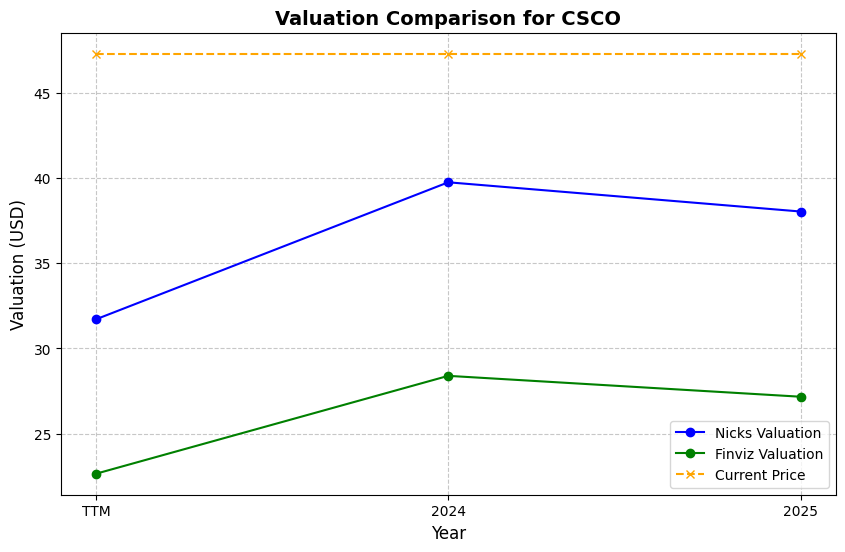 Valuation Comparison for CSCO
Valuation (USD)
45
40
35
30
25
TTM
2024
2025
Year
Nicks Valuation
Finviz Valuation
Current Price